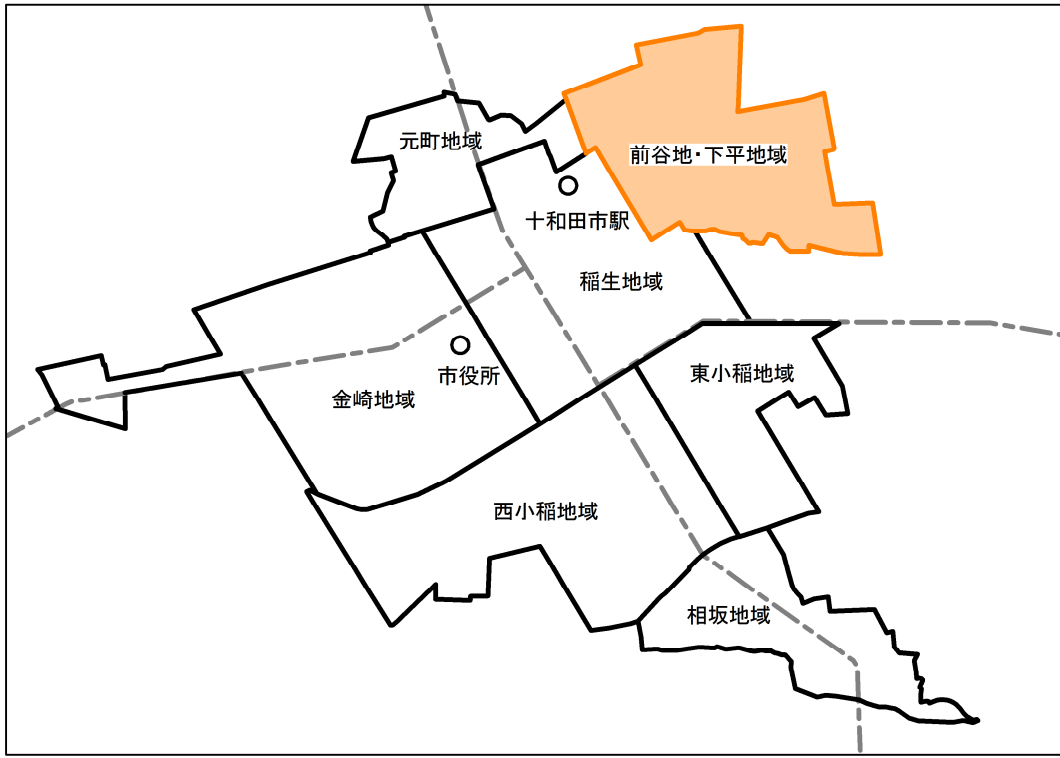 元町地域
前谷地・下平地域
十和田市駅
稲生地域
市役所
金崎地域
東小稲地域
西小稲地域
相坂地域